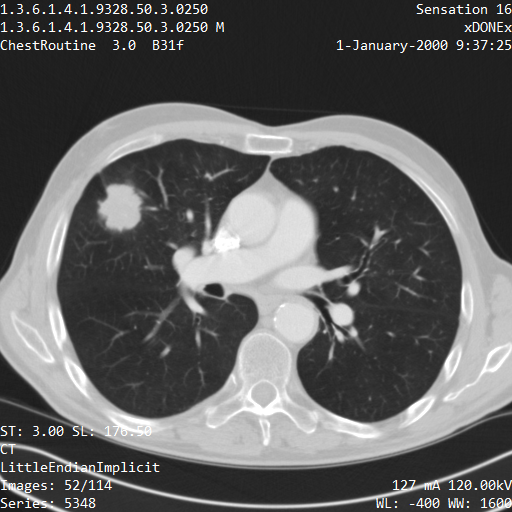 1.3.6.1.4.1.9328.50.3.0250
1.3.6.1.4.1.9328.50.3.0250 M
ChestRoutine 3.0 B31f
Sensation 16
xDONEx
1-January-2000 9:37:25
ST: 3.00 SL: 176.50
CT
LittleEndianImplicit
Images: 52/114
Series: 5348
127 mA 120.00kV
WL: -400 WW: 1600